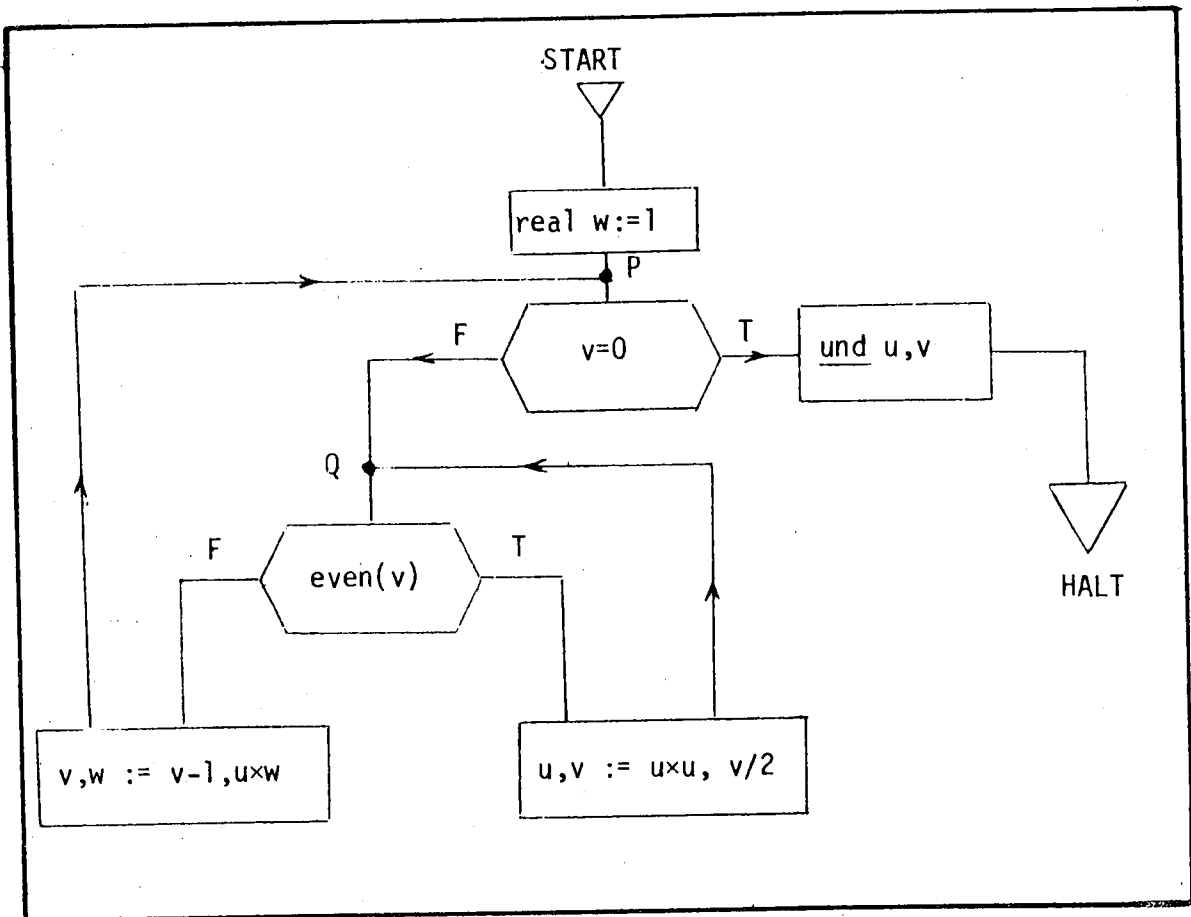 START
real w:=1
P
F
v=0
T
und u,v
Q
F
even(v)
T
HALT
v,w := v-1,u×w
u,v := u×u, v/2